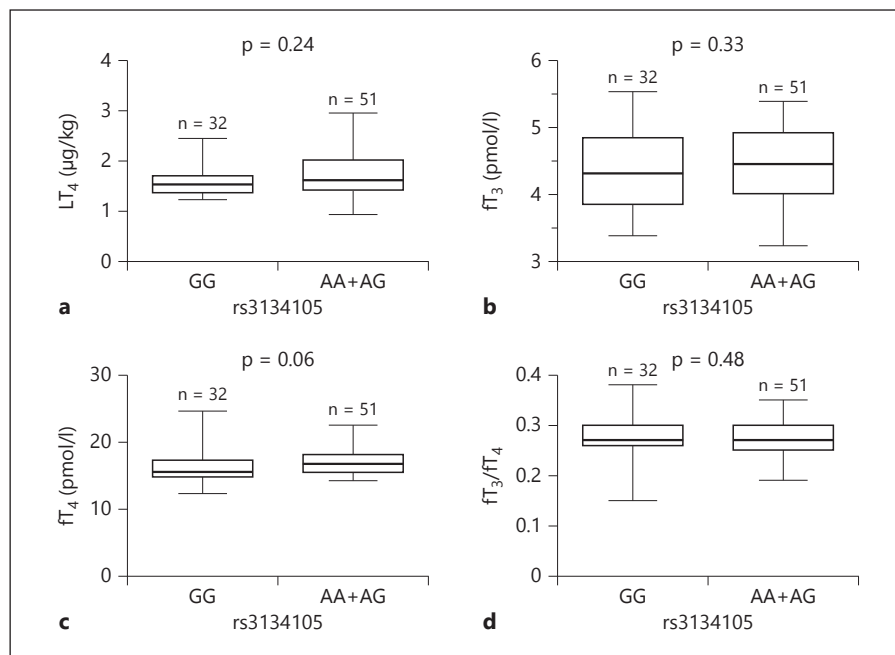 p = 0.24
4
3
2
1
0
LT₄ (µg/kg)
n = 32
n = 51
GG
AA+AG
rs3134105
a
p = 0.33
6
5
4
3
fT₃ (pmol/l)
n = 32
n = 51
GG
AA+AG
rs3134105
b
p = 0.06
30
20
10
0
fT₄ (pmol/l)
n = 32
n = 51
GG
AA+AG
rs3134105
c
p = 0.48
0.4
0.3
0.2
0.1
0
fT₃/fT₄
n = 32
n = 51
GG
AA+AG
rs3134105
d